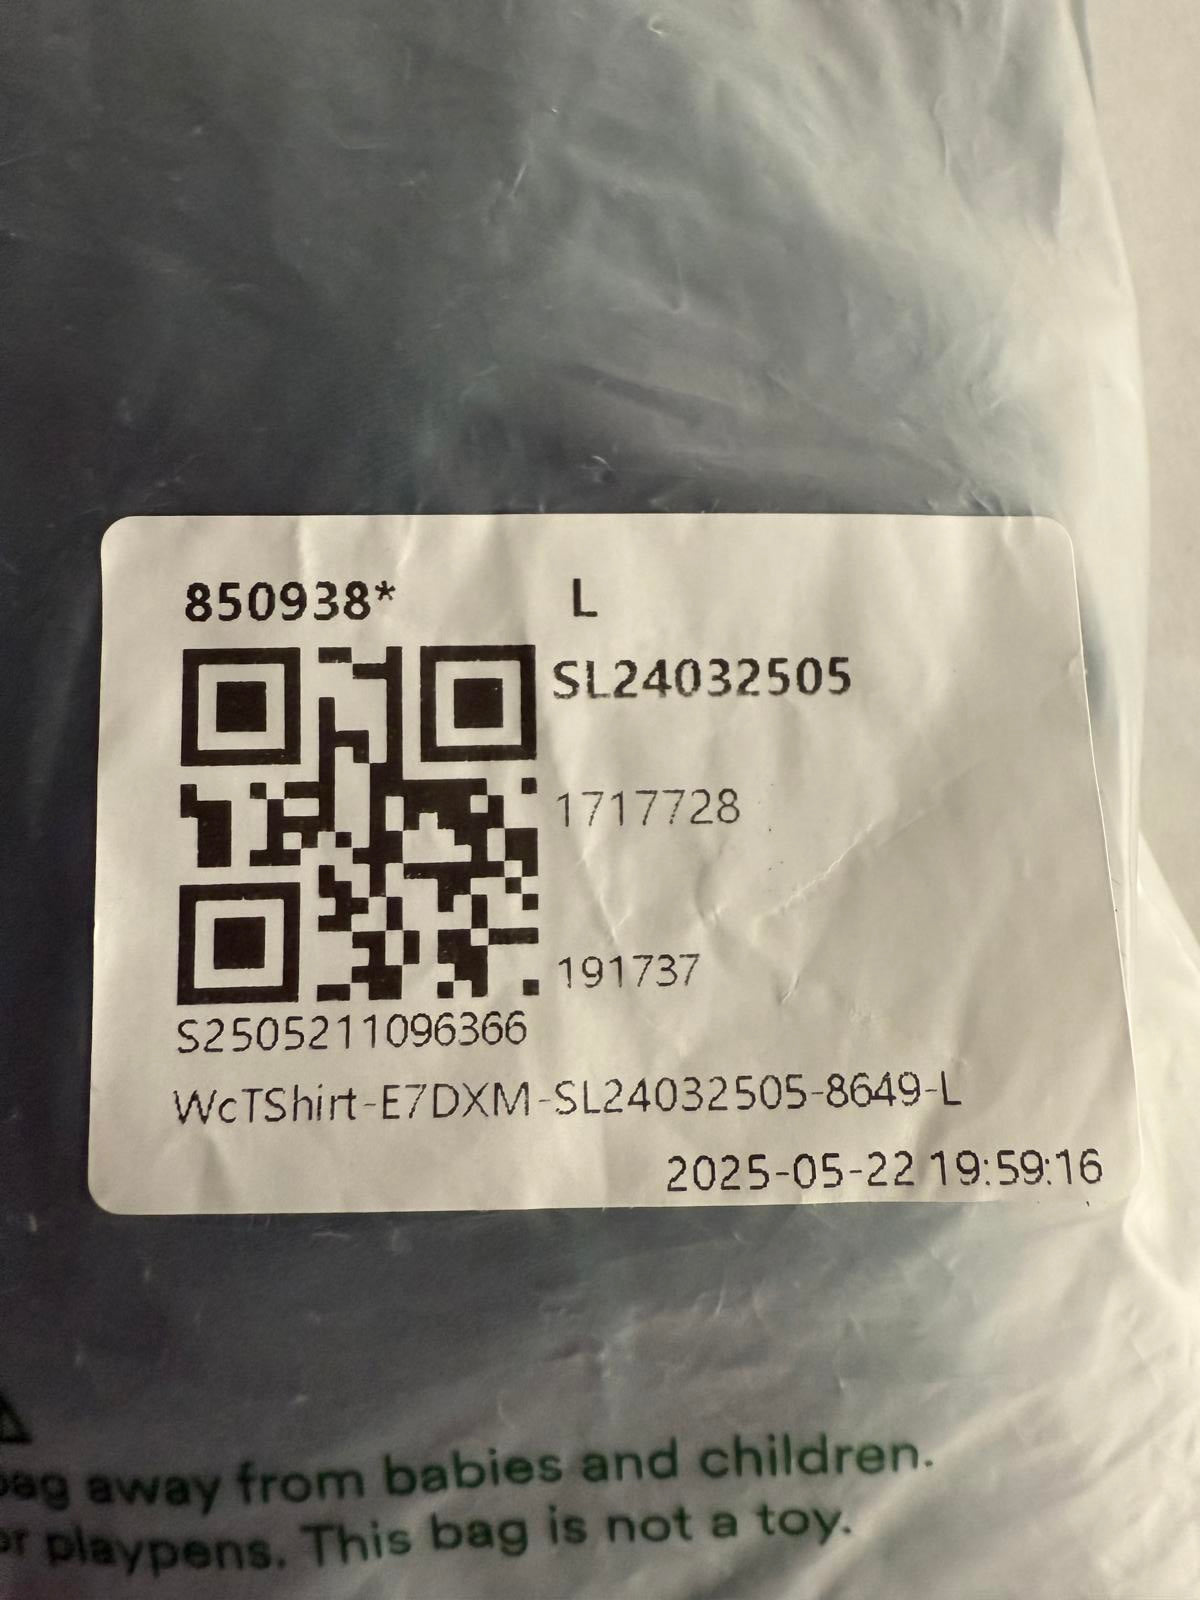 850938* L
SL24032505
1717728
191737
S2505211096366
WcTShirt-E7DXM-SL24032505-8649-L
2025-05-22 19:59:16
away from babies and children.
playpens. This bag is not a toy.